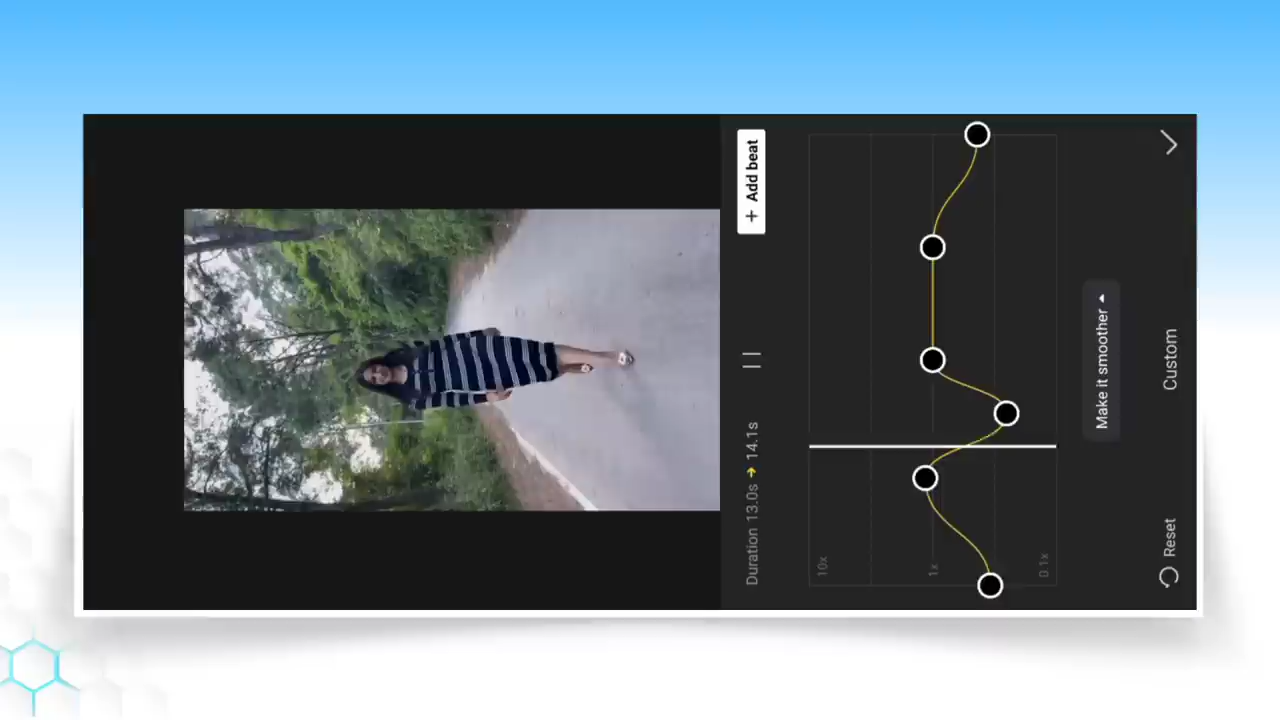 Duration 13.0s ➔ 14.1s
+ Add beat
10x
1x
0.1x
Make it smoother
Reset
Custom